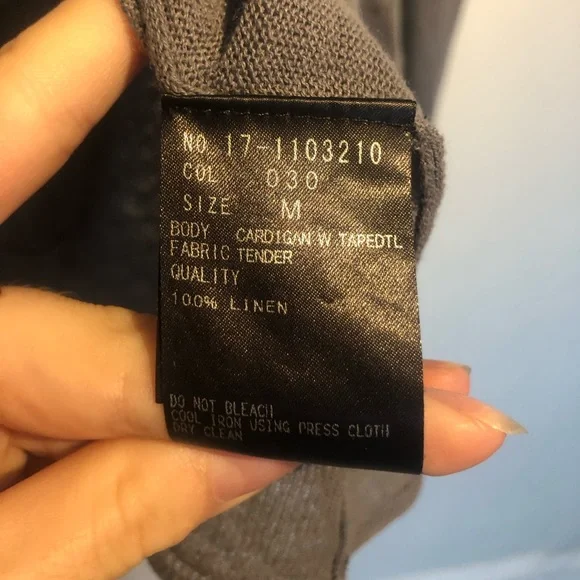 NO. 17-1103210
COL 030
SIZE M
BODY CARDIGAN W TAPEDTL
FABRIC TENDER
QUALITY
100% LINEN
DO NOT BLEACH
COOL IRON USING PRESS CLOTH
DRY CLEAN